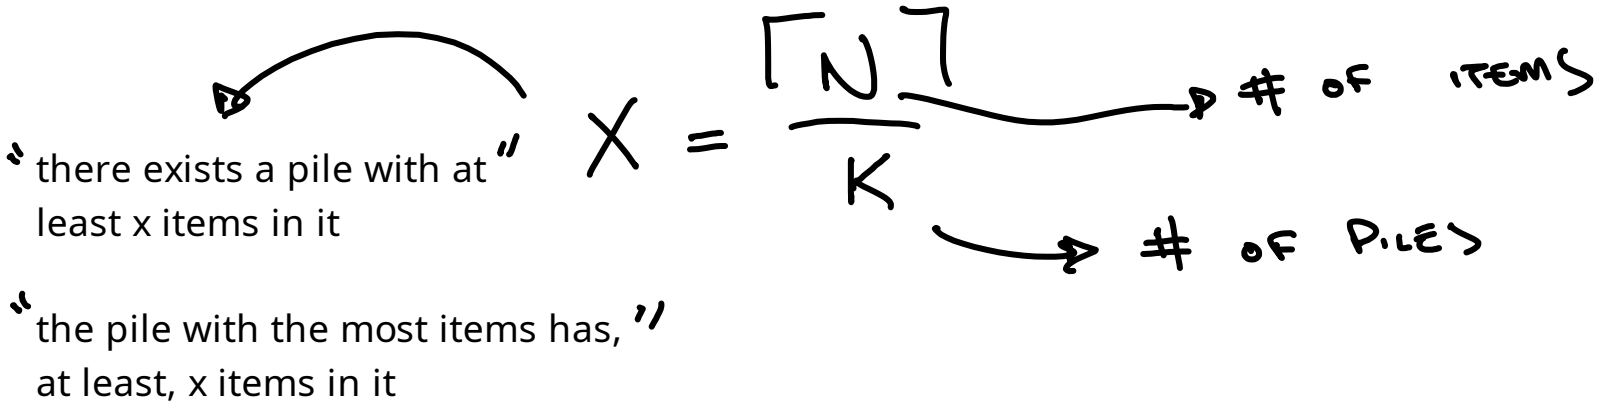 X = ⌈N⌉ / K
# OF ITEMS
# OF PILES
"there exists a pile with at"
least x items in it
"the pile with the most items has,"
at least, x items in it